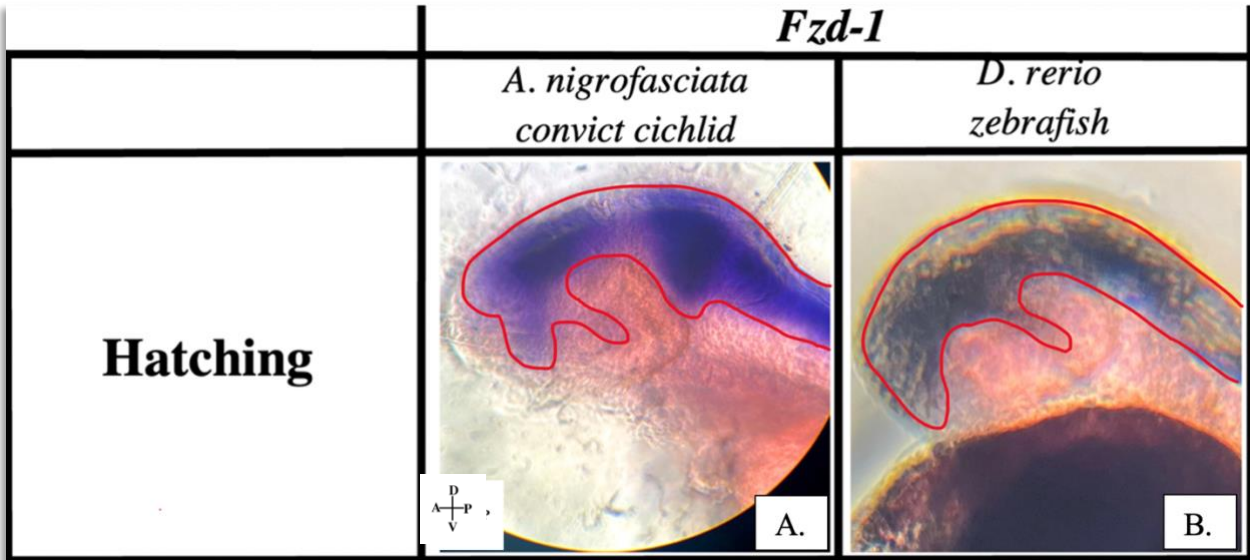 Fzd-1
A. nigrofasciata
convict cichlid
D. rerio
zebrafish
Hatching
D
A P
V
A.
B.